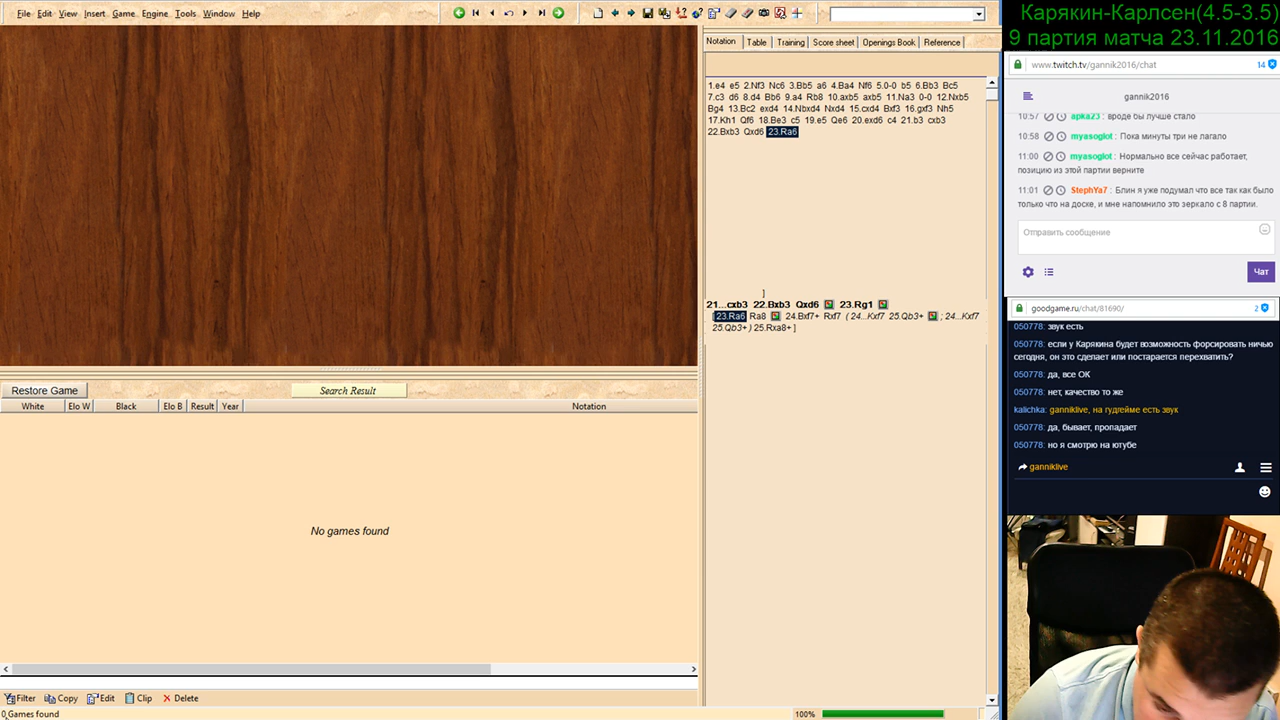 File Edit View Insert Game Engine Tools Window Help
Карякин-Карлсен(4.5-3.5)
9 партия матча 23.11.2016
Notation Table Training Score sheet Openings Book Reference
1.e4 e5 2.Nf3 Nc6 3.Bb5 a6 4.Ba4 Nf6 5.0-0 b5 6.Bb3 Bc5
7.c3 d6 8.d4 Bb6 9.a4 Rb8 10.axb5 axb5 11.Na3 0-0 12.Nxb5
Bg4 13.Bc2 exd4 14.Nbxd4 Nxd4 15.cxd4 Bxf3 16.gxf3 Nh5
17.Kh1 Qf6 18.Be3 c5 19.e5 Qe6 20.exd6 c4 21.b3 cxb3
22.Bxb3 Qxd6 23.Ra6
]
21...cxb3 22.Bxb3 Qxd6 23.Rg1
[23.Ra6 Ra8 24.Bxf7+ Rxf7 ( 24...Kxf7 25.Qb3+ ; 24...Kxf7
25.Qb3+ ) 25.Rxa8+ ]
Restore Game
Search Result
White Elo W Black Elo B Result Year Notation
No games found
Filter Copy Edit Clip Delete
0 Games found
100%
www.twitch.tv/gannik2016/chat 14
gannik2016
10:57 apka23 : вроде бы лучше стало
10:58 myasoglot : Пока минуты три не лагало
11:00 myasoglot : Нормально все сейчас работает,
позицию из этой партии верните
11:01 StephYa7 : Блин я уже подумал что все так как было
только что на доске, и мне напомнило это зеркало с 8 партии.
Отправить сообщение
Чат
goodgame.ru/chat/81690/ 2
050778: звук есть
050778: если у Карякина будет возможность форсировать ничью
сегодня, он это сделает или постарается перехватить?
050778: да, все ОК
050778: нет, качество то же
kalichka: ganniklive, на гудгейме есть звук
050778: да, бывает, пропадает
050778: но я смотрю на ютубе
ganniklive